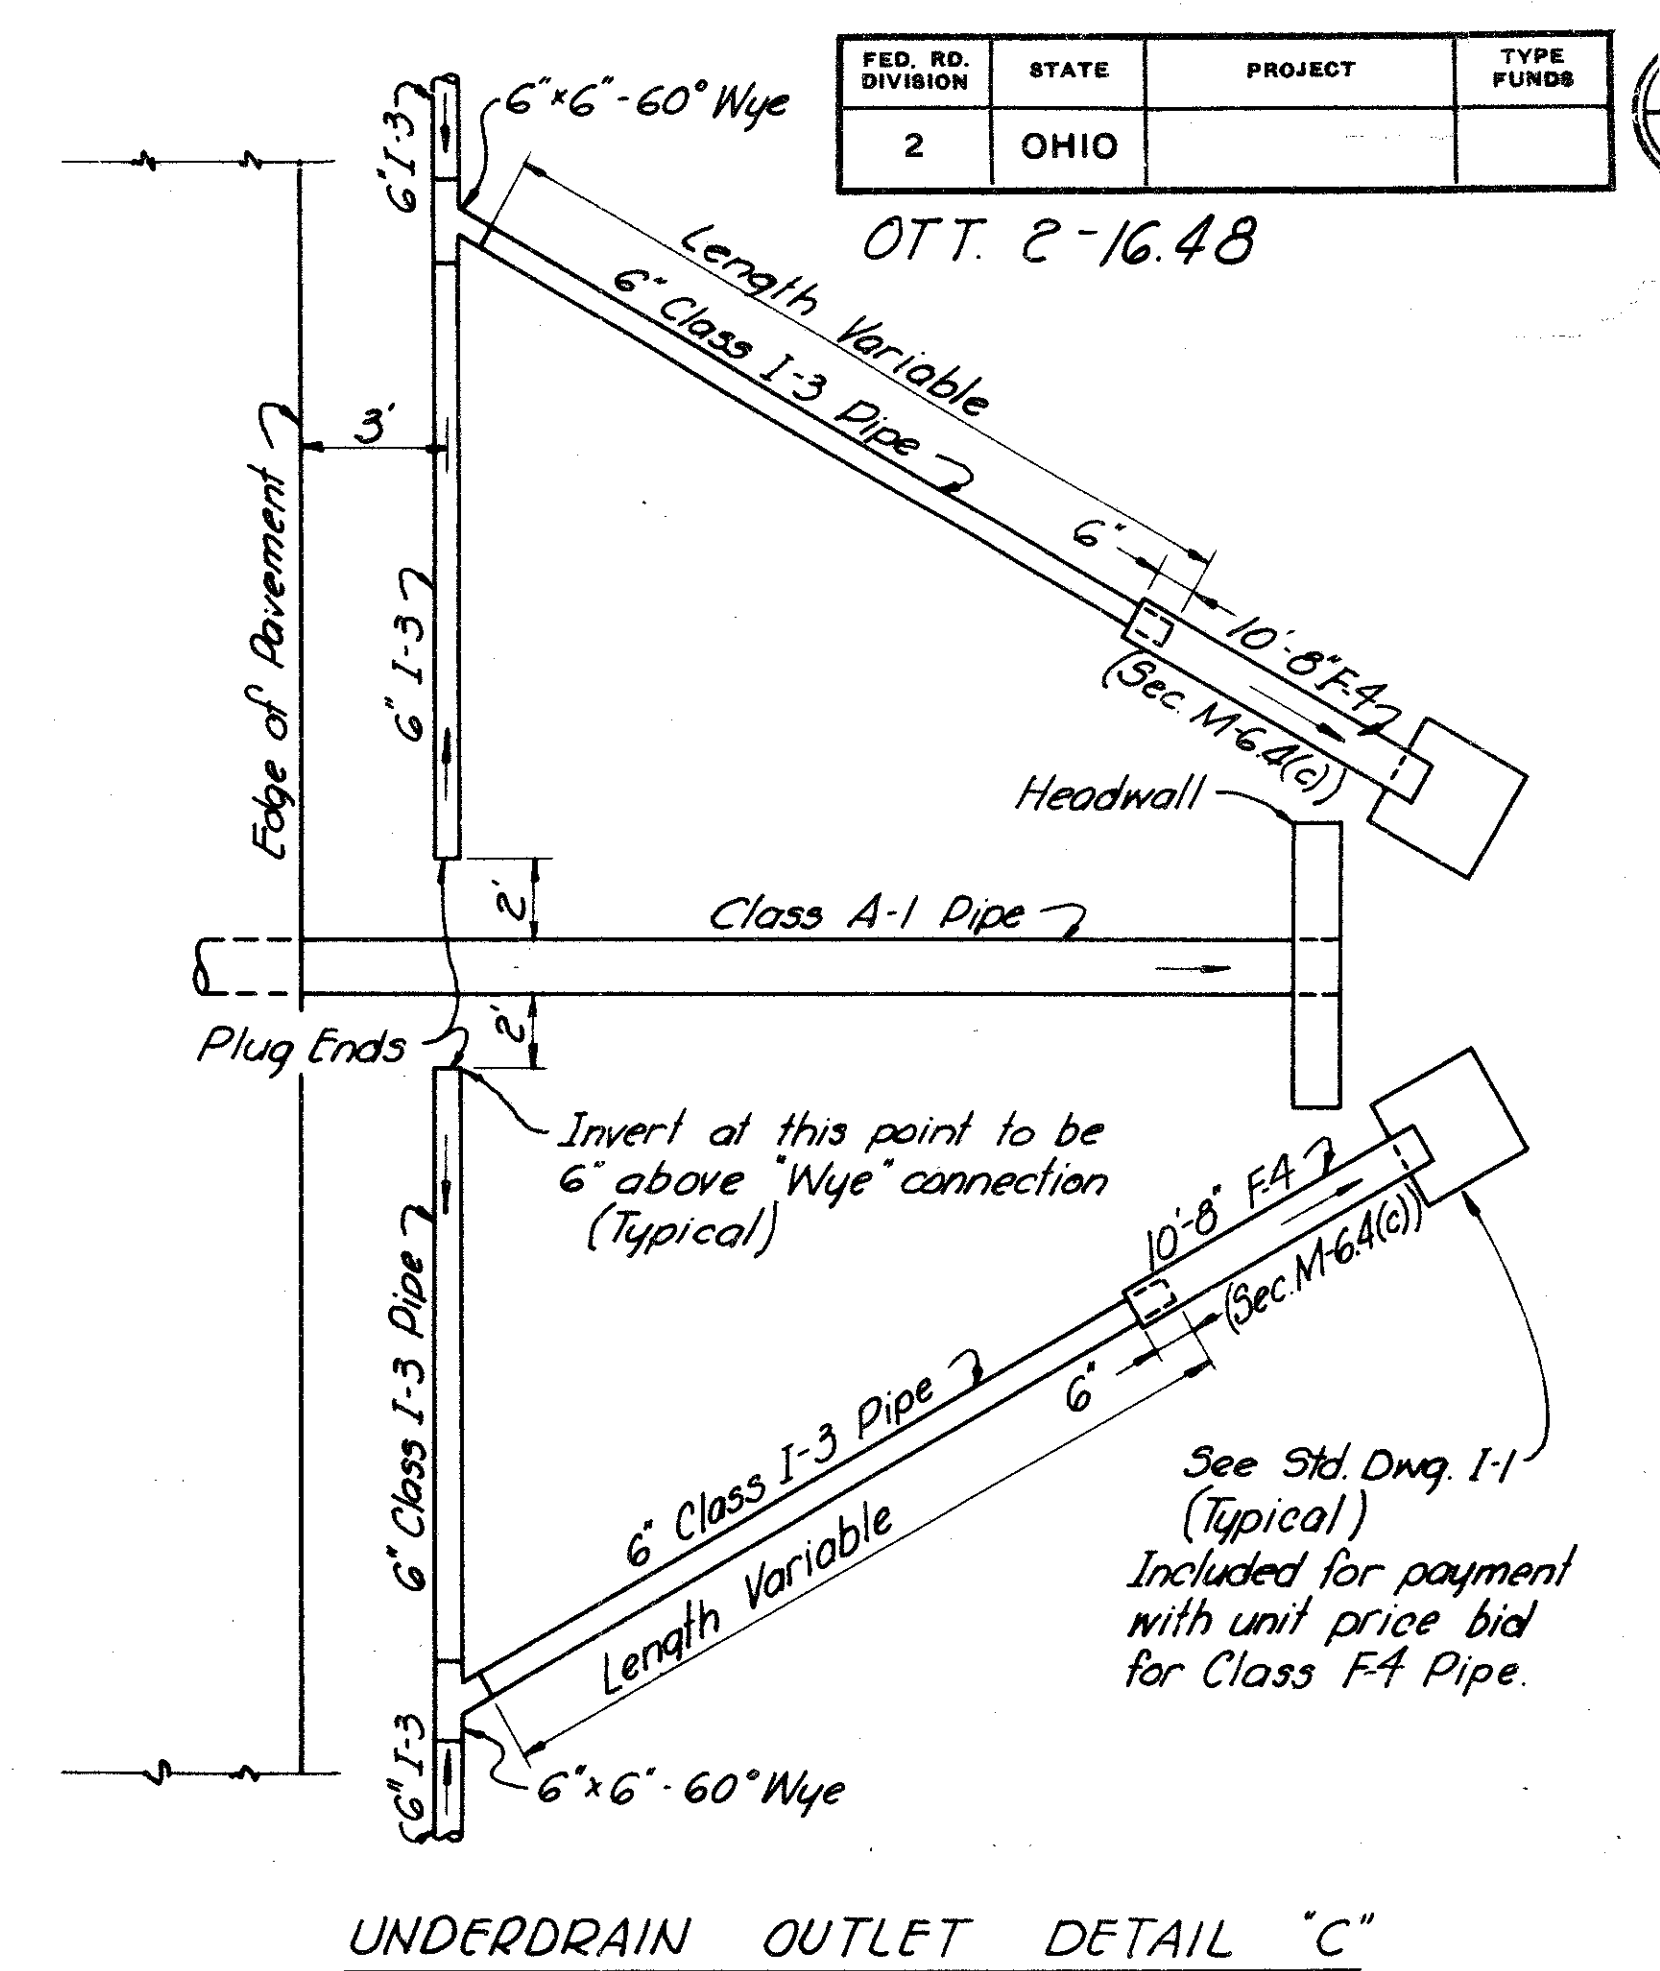 FED. RD. DIVISION
STATE
PROJECT
TYPE FUNDS
2
OHIO
OTT. 2-16.48
6" I-3
6"x6"-60° Wye
Length Variable
6" Class I-3 Pipe
3'
Edge of Pavement
6" I-3
6"
10'-8" F-4
(Sec. M-6.4(c))
Headwall
2'
Class A-1 Pipe
2'
Plug Ends
Invert at this point to be
6" above "Wye" connection
(Typical)
10'-8" F-4
(Sec. M-6.4(c))
6" Class I-3 Pipe
6"
6" Class I-3 Pipe
Length Variable
See Std. Dwg. I-1
(Typical)
Included for payment
with unit price bid
for Class F-4 Pipe.
6" I-3
6"x6"-60° Wye
UNDERDRAIN OUTLET DETAIL "C"